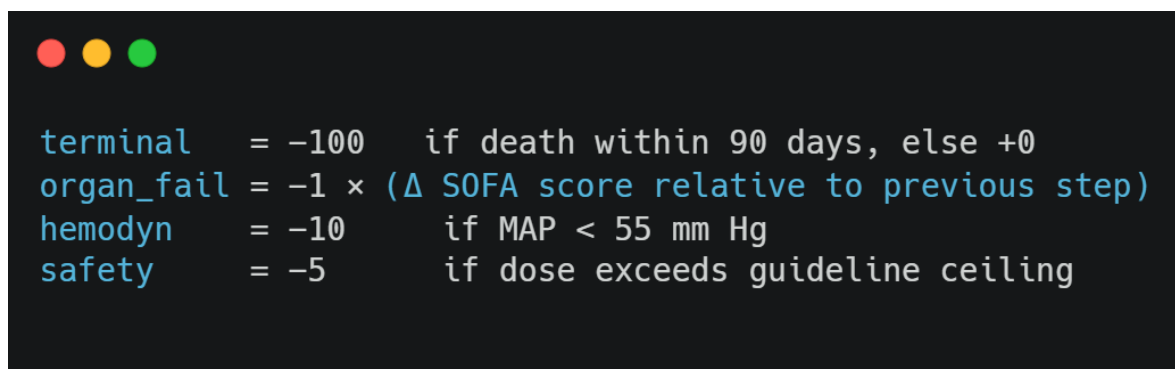 terminal   = −100   if death within 90 days, else +0
organ_fail = −1 × (Δ SOFA score relative to previous step)
hemodyn    = −10     if MAP < 55 mm Hg
safety     = −5      if dose exceeds guideline ceiling